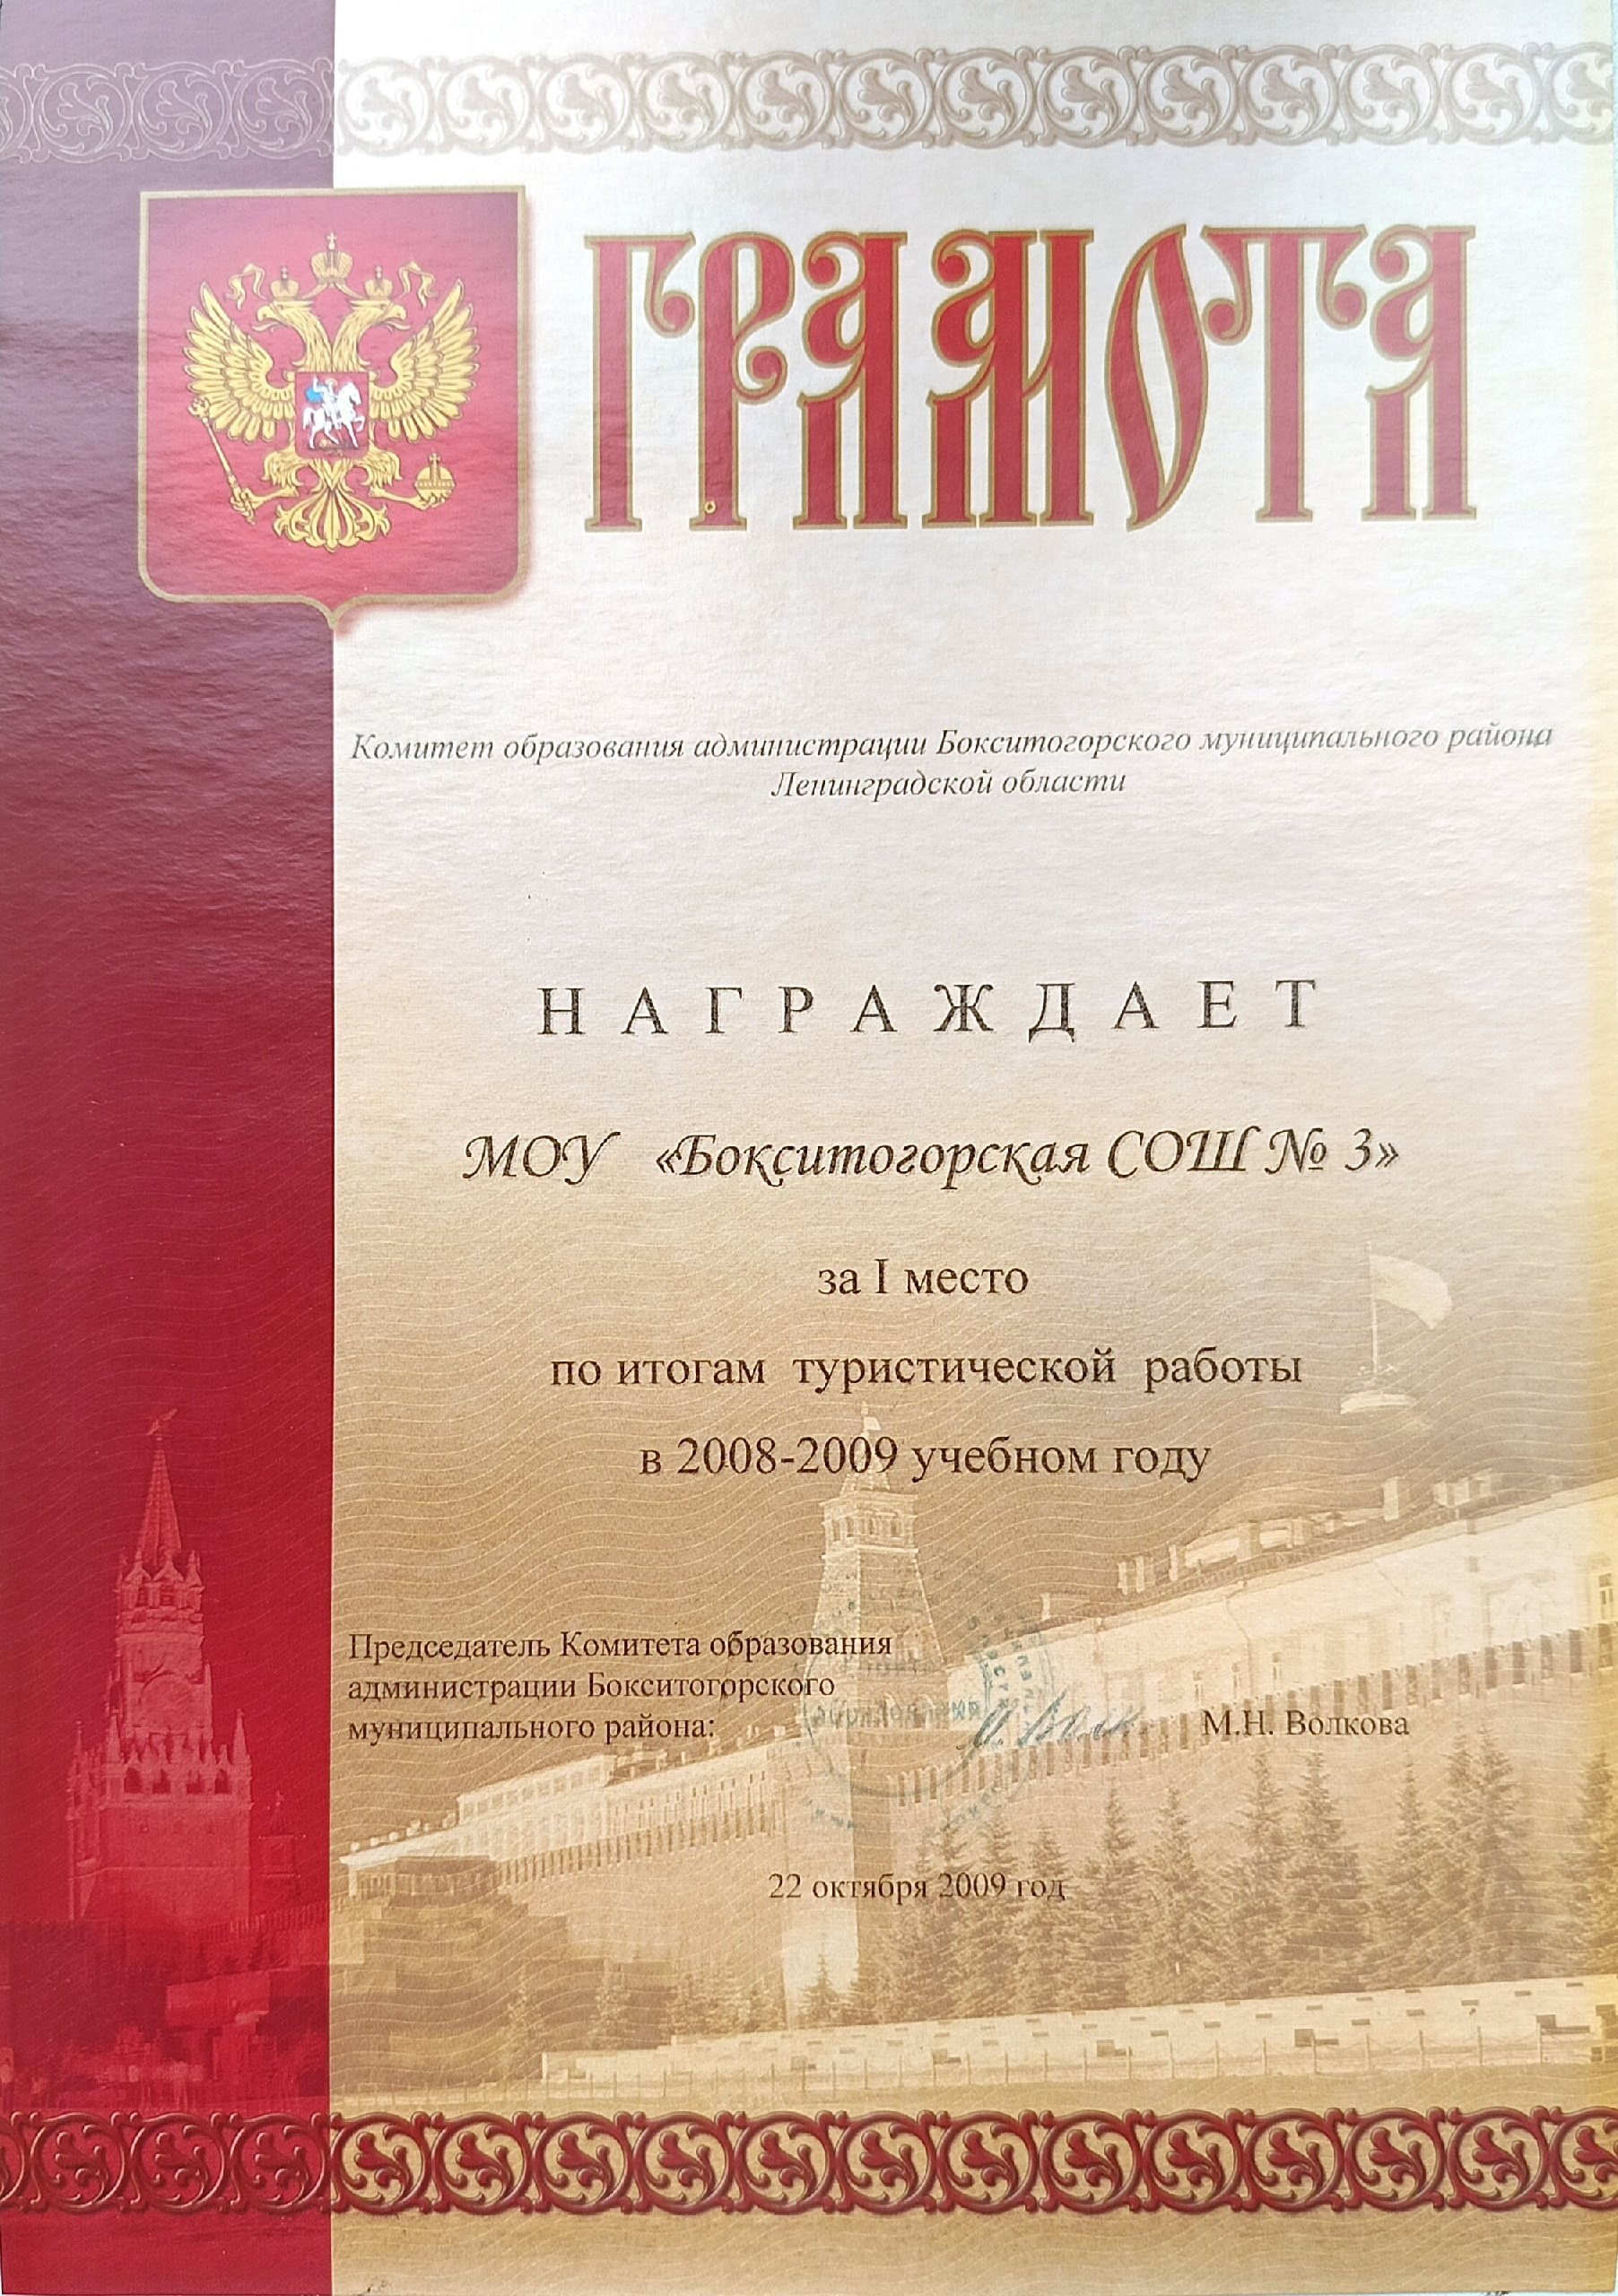 ГРАМОТА
Комитет образования администрации Бокситогорского муниципального района
Ленинградской области
НАГРАЖДАЕТ
МОУ «Бокситогорская СОШ № 3»
за I место
по итогам туристической работы
в 2008-2009 учебном году
Председатель Комитета образования
администрации Бокситогорского
муниципального района:
М.Н. Волкова
22 октября 2009 год